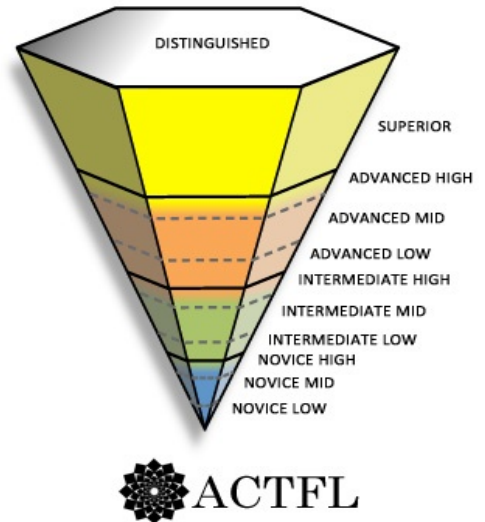 DISTINGUISHED
SUPERIOR
ADVANCED HIGH
ADVANCED MID
ADVANCED LOW
INTERMEDIATE HIGH
INTERMEDIATE MID
INTERMEDIATE LOW
NOVICE HIGH
NOVICE MID
NOVICE LOW
ACTFL